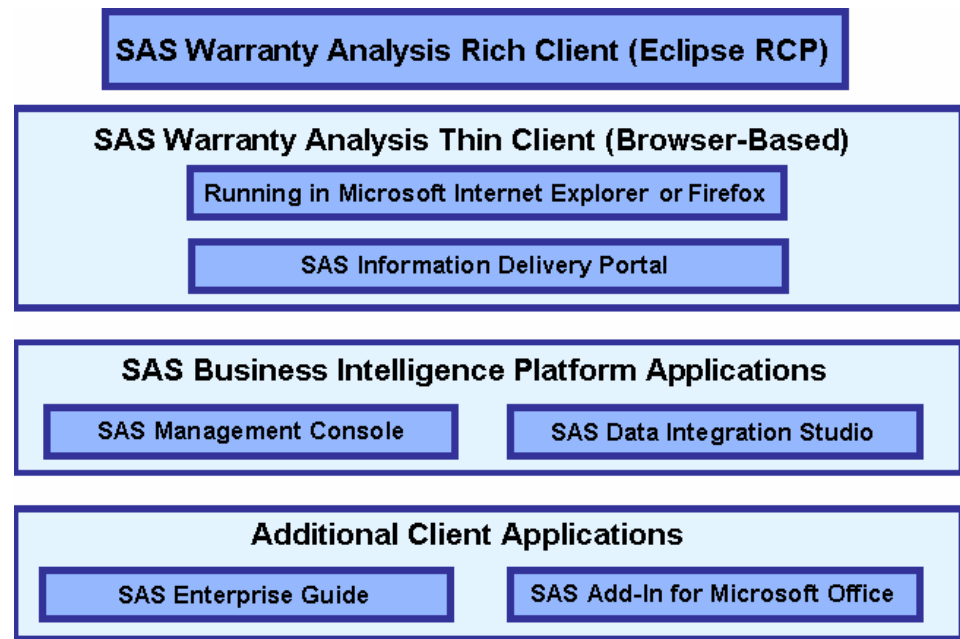 SAS Warranty Analysis Rich Client (Eclipse RCP)
SAS Warranty Analysis Thin Client (Browser-Based)
Running in Microsoft Internet Explorer or Firefox
SAS Information Delivery Portal
SAS Business Intelligence Platform Applications
SAS Management Console
SAS Data Integration Studio
Additional Client Applications
SAS Enterprise Guide
SAS Add-In for Microsoft Office